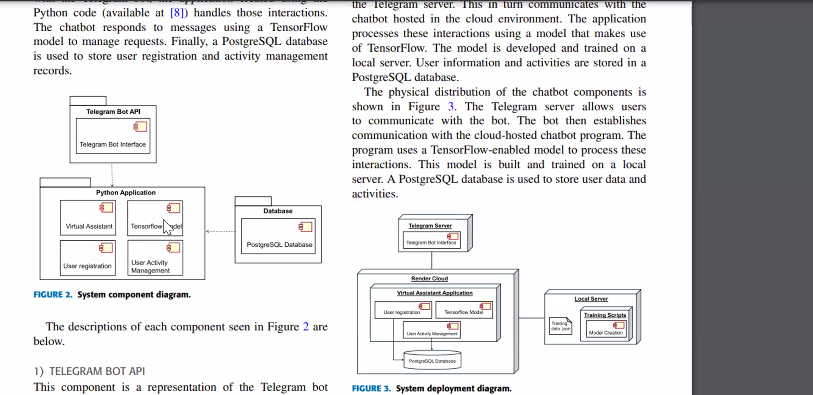 Python code (available at [8]) handles those interactions.
The chatbot responds to messages using a TensorFlow
model to manage requests. Finally, a PostgreSQL database
is used to store user registration and activity management
records.
Telegram Bot API
Telegram Bot Interface
Python Application
Virtual Assistant
Tensorflow
User registration
User Activity
Management
Database
PostgreSQL Database
FIGURE 2. System component diagram.
The descriptions of each component seen in Figure 2 are
below.
1) TELEGRAM BOT API
This component is a representation of the Telegram bot
the Telegram server. This in turn communicates with the
chatbot hosted in the cloud environment. The application
processes these interactions using a model that makes use
of TensorFlow. The model is developed and trained on a
local server. User information and activities are stored in a
PostgreSQL database.
The physical distribution of the chatbot components is
shown in Figure 3. The Telegram server allows users
to communicate with the bot. The bot then establishes
communication with the cloud-hosted chatbot program. The
program uses a TensorFlow-enabled model to process these
interactions. This model is built and trained on a local
server. A PostgreSQL database is used to store user data and
activities.
Telegram Server
Telegram Bot Interface
Render Cloud
Virtual Assistant Application
User registration
Tensorflow Model
User Activity Management
PostgreSQL Database
Local Server
Training
data .json
Training Scripts
Model Creation
FIGURE 3. System deployment diagram.